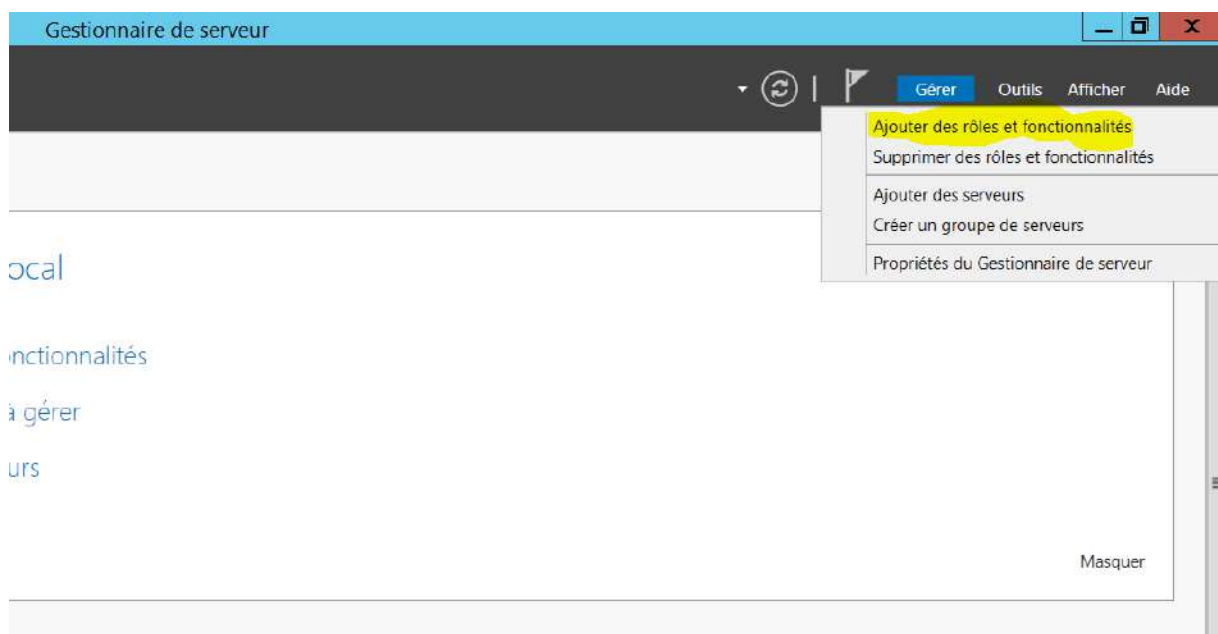 Gestionnaire de serveur
Gérer Outils Afficher Aide
Ajouter des rôles et fonctionnalités
Supprimer des rôles et fonctionnalités
Ajouter des serveurs
Créer un groupe de serveurs
Propriétés du Gestionnaire de serveur
ocal
nctionnalités
à gérer
urs
Masquer